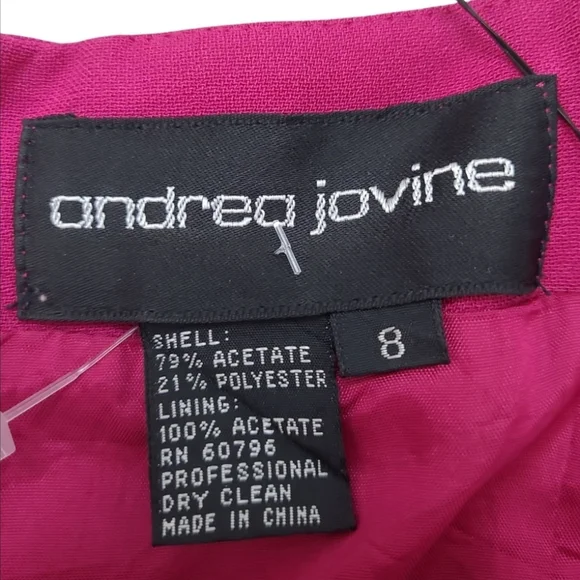 andrea jovine
8
SHELL:
79% ACETATE
21% POLYESTER
LINING:
100% ACETATE
RN 60796
PROFESSIONAL
DRY CLEAN
MADE IN CHINA